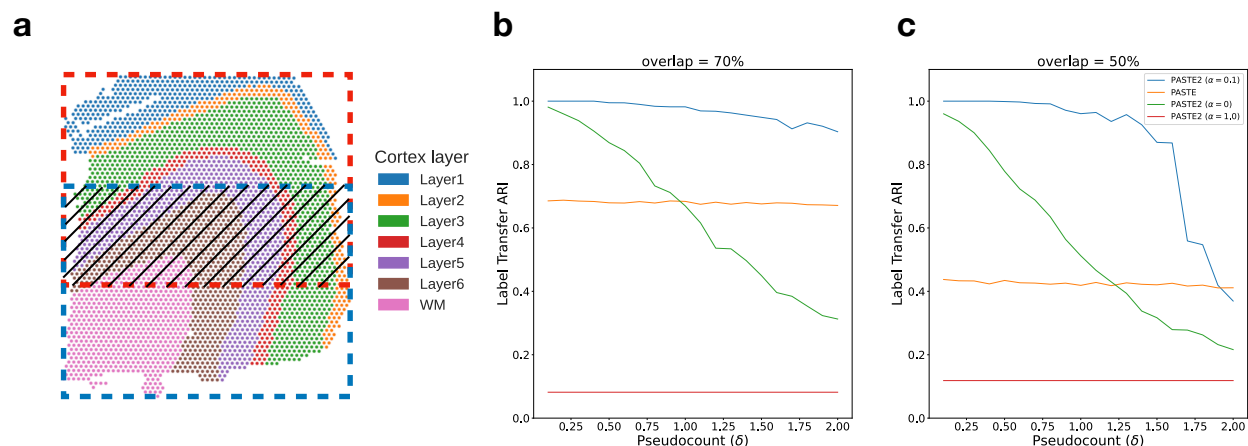 a
Cortex layer
Layer1
Layer2
Layer3
Layer4
Layer5
Layer6
WM
b
overlap = 70%
Label Transfer ARI
1.0
0.8
0.6
0.4
0.2
0.0
0.25 0.50 0.75 1.00 1.25 1.50 1.75 2.00
Pseudocount (δ)
c
overlap = 50%
PASTE2 (α = 0.1)
PASTE
PASTE2 (α = 0)
PASTE2 (α = 1.0)
Label Transfer ARI
1.0
0.8
0.6
0.4
0.2
0.0
0.25 0.50 0.75 1.00 1.25 1.50 1.75 2.00
Pseudocount (δ)